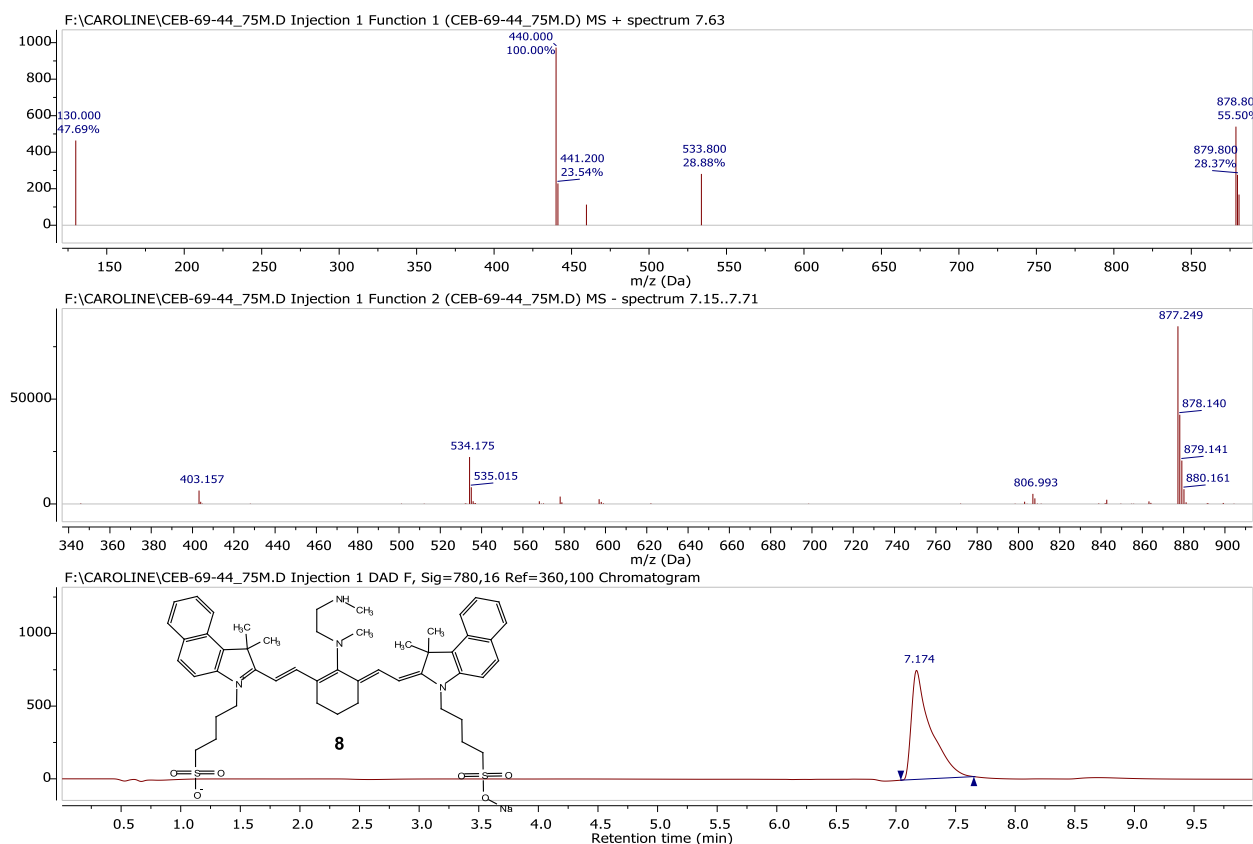 F:\CAROLINE\CEB-69-44_75M.D Injection 1 Function 1 (CEB-69-44_75M.D) MS + spectrum 7.63
1000
800
600
400
200
0
130.000
47.69%
440.000
100.00%
441.200
23.54%
533.800
28.88%
878.80
55.50%
879.800
28.37%
150 200 250 300 350 400 450 500 550 600 650 700 750 800 850
m/z (Da)
F:\CAROLINE\CEB-69-44_75M.D Injection 1 Function 2 (CEB-69-44_75M.D) MS - spectrum 7.15..7.71
50000
0
403.157
534.175
535.015
806.993
877.249
878.140
879.141
880.161
340 360 380 400 420 440 460 480 500 520 540 560 580 600 620 640 660 680 700 720 740 760 780 800 820 840 860 880 900
m/z (Da)
F:\CAROLINE\CEB-69-44_75M.D Injection 1 DAD F, Sig=780,16 Ref=360,100 Chromatogram
1000
500
0
NH
CH3
N
CH3
CH3
CH3
H3C
CH3
N+
N
8
O
S
O
O-
O
S
O
O
Na
7.174
0.5 1.0 1.5 2.0 2.5 3.0 3.5 4.0 4.5 5.0 5.5 6.0 6.5 7.0 7.5 8.0 8.5 9.0 9.5
Retention time (min)